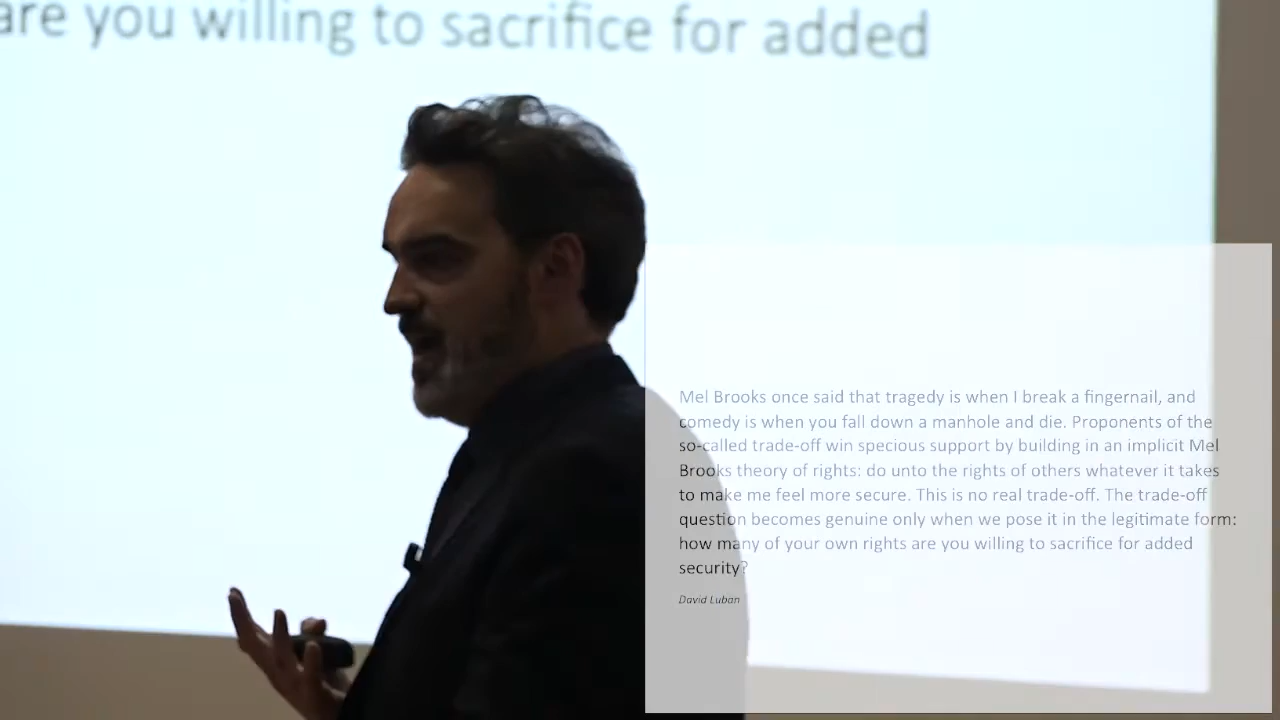 are you willing to sacrifice for added
Mel Brooks once said that tragedy is when I break a fingernail, and
comedy is when you fall down a manhole and die. Proponents of the
so-called trade-off win specious support by building in an implicit Mel
Brooks theory of rights: do unto the rights of others whatever it takes
to make me feel more secure. This is no real trade-off. The trade-off
question becomes genuine only when we pose it in the legitimate form:
how many of your own rights are you willing to sacrifice for added
security?
David Luban